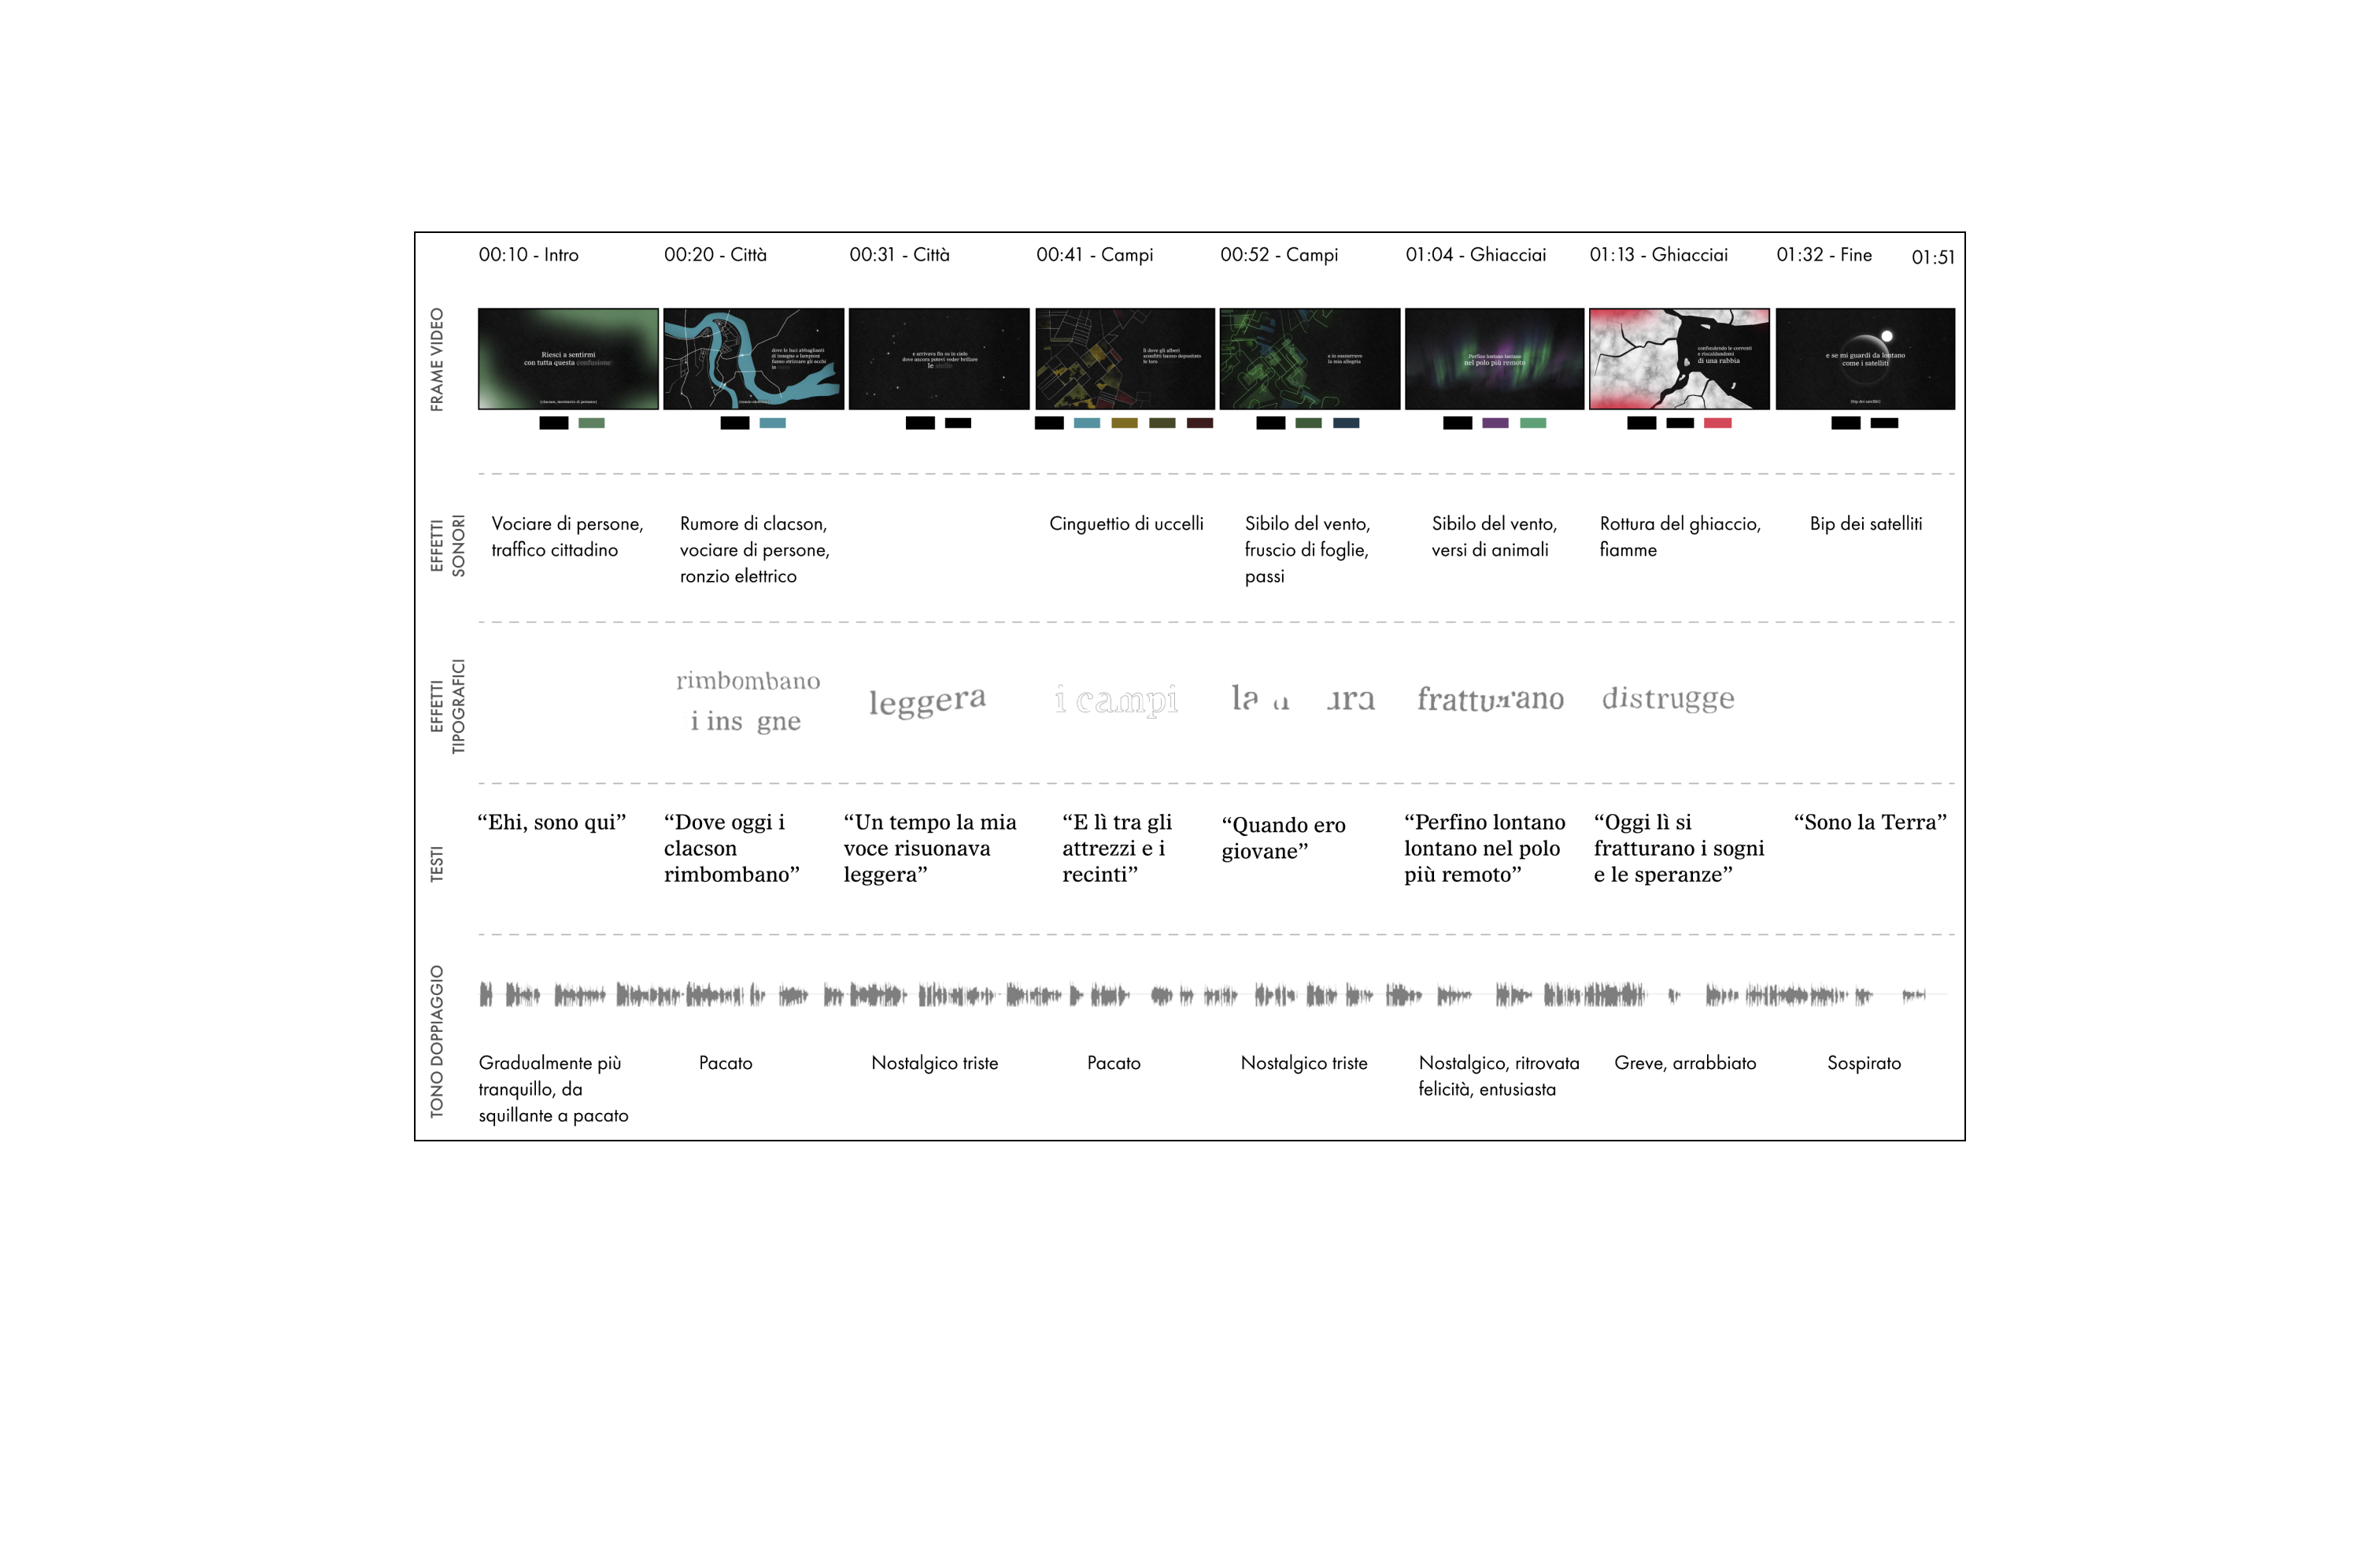 00:10 - Intro
00:20 - Città
00:31 - Città
00:41 - Campi
00:52 - Campi
01:04 - Ghiacciai
01:13 - Ghiacciai
01:32 - Fine
01:51
FRAME VIDEO
Riesci a sentirmi
con tutta questa confusione
(clacson, movimento di persone)
dove le luci abbaglianti
di insegne e lampioni
fanno strizzare gli occhi
in
e arrivava fin su in cielo
dove ancora potevi veder brillare
le stelle
lì dove gli alberi
sconfitti hanno depositato
le loro
e io sussurravo
la mia allegria
Perfino lontano lontano
nel polo più remoto
confondendo le correnti
e riscaldandomi
di una rabbia
e se mi guardi da lontano
come i satelliti
(bip dei satelliti)
EFFETTI
SONORI
Vociare di persone,
traffico cittadino
Rumore di clacson,
vociare di persone,
ronzio elettrico
Cinguettio di uccelli
Sibilo del vento,
fruscio di foglie,
passi
Sibilo del vento,
versi di animali
Rottura del ghiaccio,
fiamme
Bip dei satelliti
EFFETTI
TIPOGRAFICI
rimbombano
i ins gne
leggera
i campi
la ura
fratturano
distrugge
TESTI
“Ehi, sono qui”
“Dove oggi i
clacson
rimbombano”
“Un tempo la mia
voce risuonava
leggera”
“E lì tra gli
attrezzi e i
recinti”
“Quando ero
giovane”
“Perfino lontano
lontano nel polo
più remoto”
“Oggi lì si
fratturano i sogni
e le speranze”
“Sono la Terra”
TONO DOPPIAGGIO
Gradualmente più
tranquillo, da
squillante a pacato
Pacato
Nostalgico triste
Pacato
Nostalgico triste
Nostalgico, ritrovata
felicità, entusiasta
Greve, arrabbiato
Sospirato